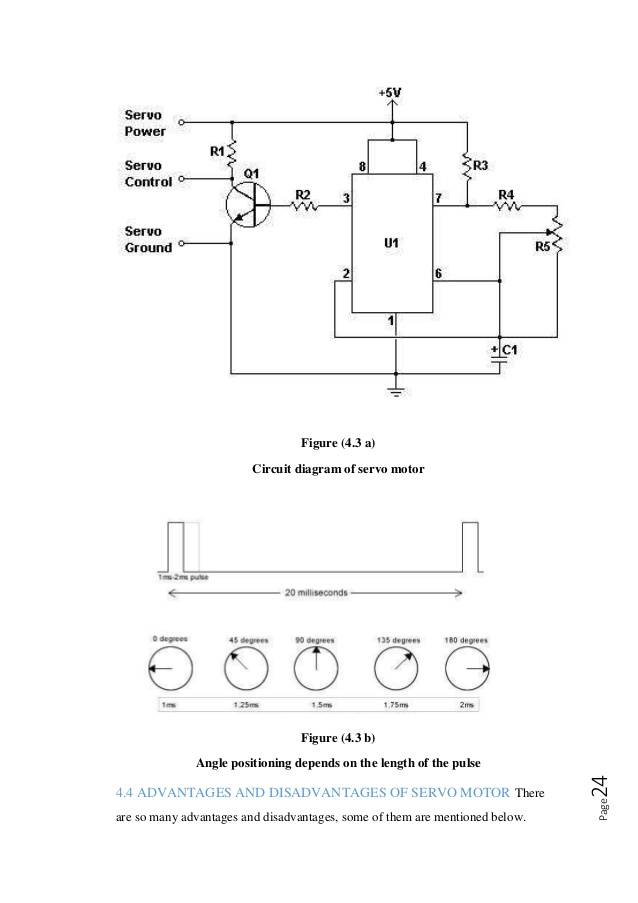 +5V
Servo
Power
R1
8
4
R3
Servo
Control
Q1
R2
3
7
R4
Servo
Ground
U1
R5
2
6
1
+ C1
Figure (4.3 a)
Circuit diagram of servo motor
1ms-2ms pulse
20 milliseconds
0 degrees 45 degrees 90 degrees 135 degrees 180 degrees
1ms 1.25ms 1.5ms 1.75ms 2ms
Figure (4.3 b)
Angle positioning depends on the length of the pulse
4.4 ADVANTAGES AND DISADVANTAGES OF SERVO MOTOR There
are so many advantages and disadvantages, some of them are mentioned below.
Page 24